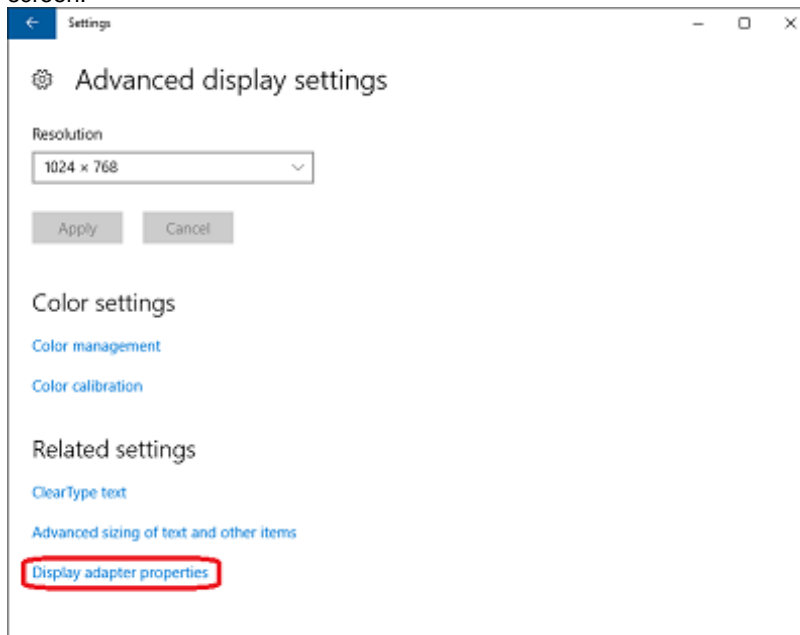 screen.
Settings
Advanced display settings
Resolution
1024 × 768
Apply Cancel
Color settings
Color management
Color calibration
Related settings
ClearType text
Advanced sizing of text and other items
Display adapter properties